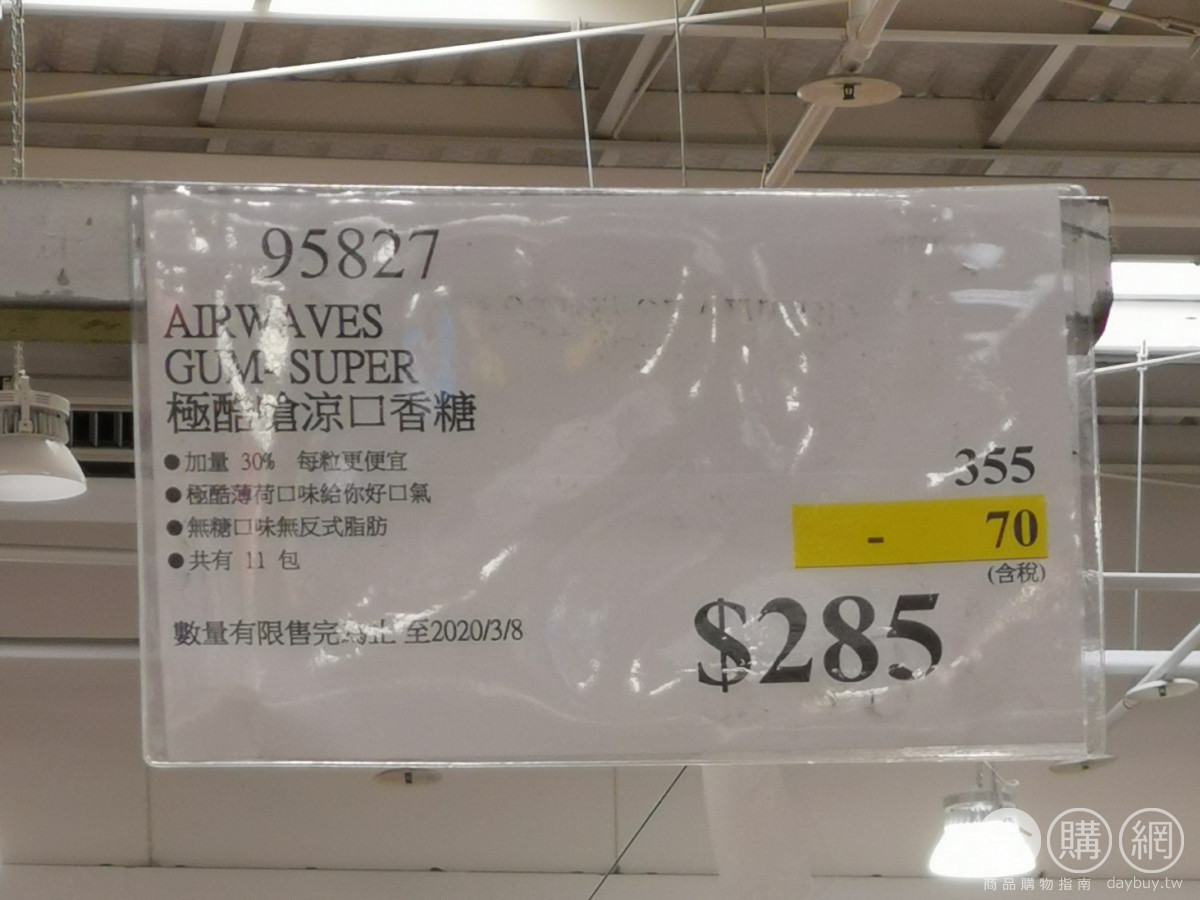 95827
AIRWAVES
GUM- SUPER
極酷嗆涼口香糖
●加量 30% 每粒更便宜
●極酷薄荷口味給你好口氣
●無糖口味無反式脂肪
●共有 11 包
355
- 70
(含稅)
$285
數量有限售完為止 至2020/3/8
購網
商品購物指南 daybuy.tw